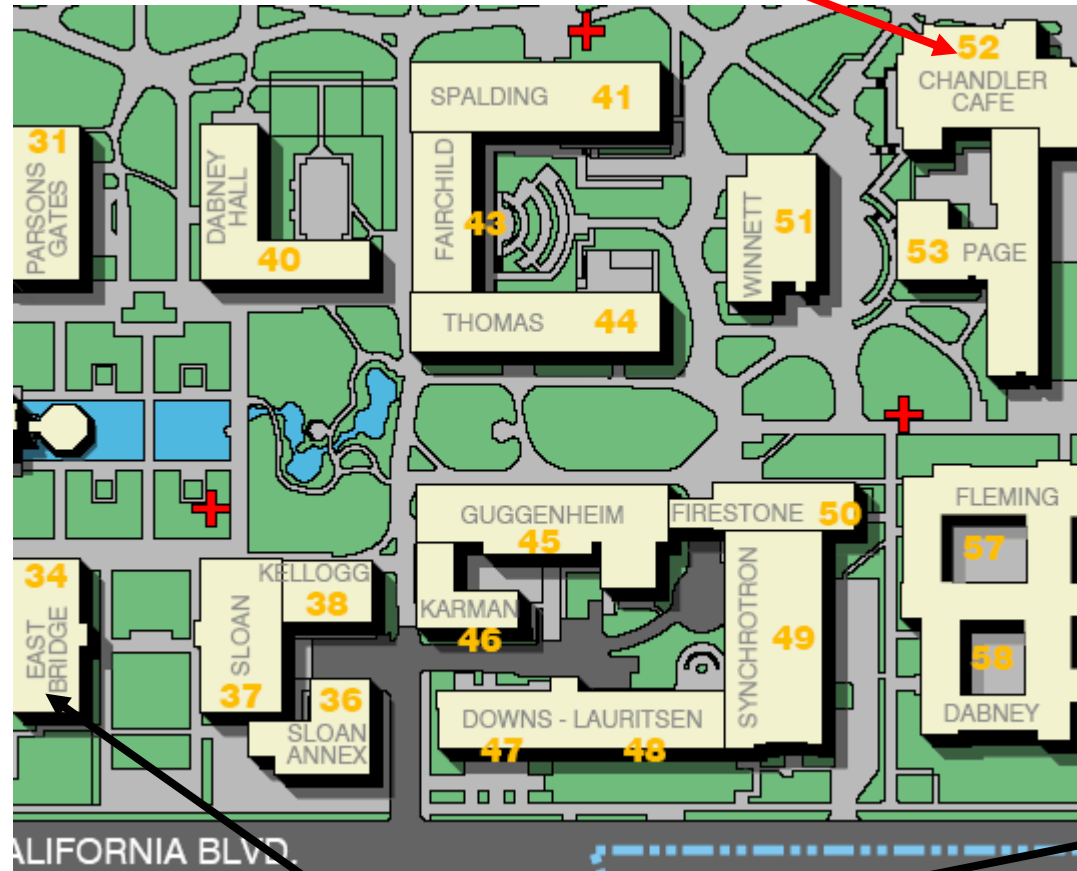 52
CHANDLER
CAFE
SPALDING 41
31
PARSONS
GATES
DABNEY
HALL
40
FAIRCHILD
43
WINNETT
51
53 PAGE
THOMAS 44
GUGGENHEIM
45
FIRESTONE 50
FLEMING
57
34
EAST
BRIDGE
KELLOGG
38
SLOAN
37
KARMAN
46
SYNCHROTRON
49
58
DABNEY
36
SLOAN
ANNEX
DOWNS - LAURITSEN
47 48
ALIFORNIA BLVD.